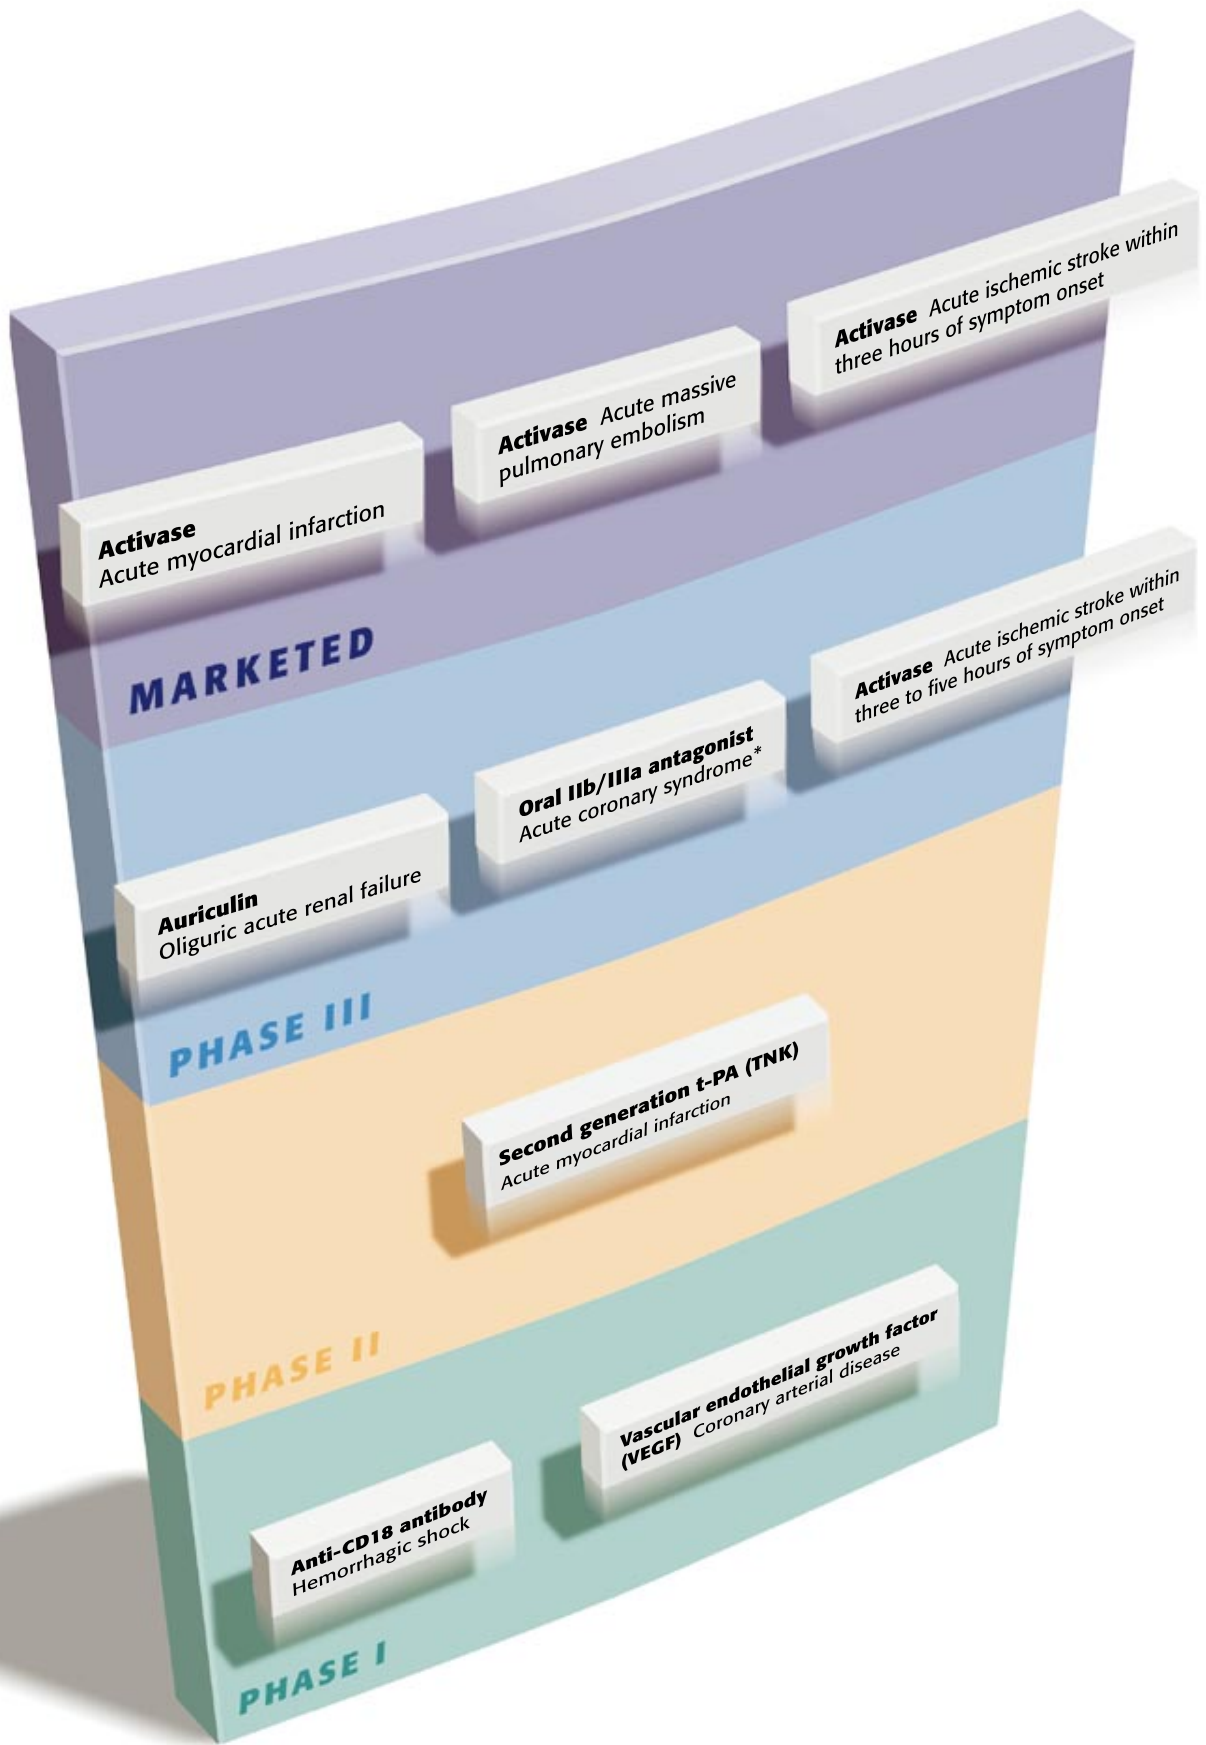 Activase
Acute myocardial infarction
Activase Acute massive
pulmonary embolism
Activase Acute ischemic stroke within
three hours of symptom onset
MARKETED
Auriculin
Oliguric acute renal failure
Oral IIb/IIIa antagonist
Acute coronary syndrome*
Activase Acute ischemic stroke within
three to five hours of symptom onset
PHASE III
Second generation t-PA (TNK)
Acute myocardial infarction
PHASE II
Anti-CD18 antibody
Hemorrhagic shock
Vascular endothelial growth factor
(VEGF) Coronary arterial disease
PHASE I